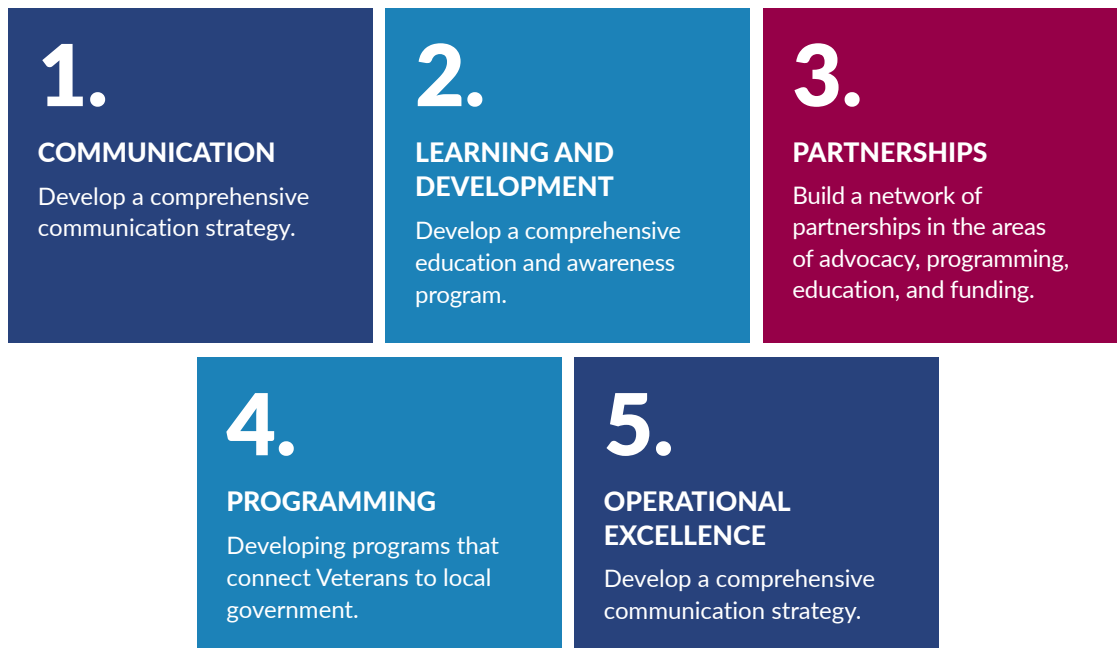 1.
COMMUNICATION
Develop a comprehensive
communication strategy.
2.
LEARNING AND
DEVELOPMENT
Develop a comprehensive
education and awareness
program.
3.
PARTNERSHIPS
Build a network of
partnerships in the areas
of advocacy, programming,
education, and funding.
4.
PROGRAMMING
Developing programs that
connect Veterans to local
government.
5.
OPERATIONAL
EXCELLENCE
Develop a comprehensive
communication strategy.